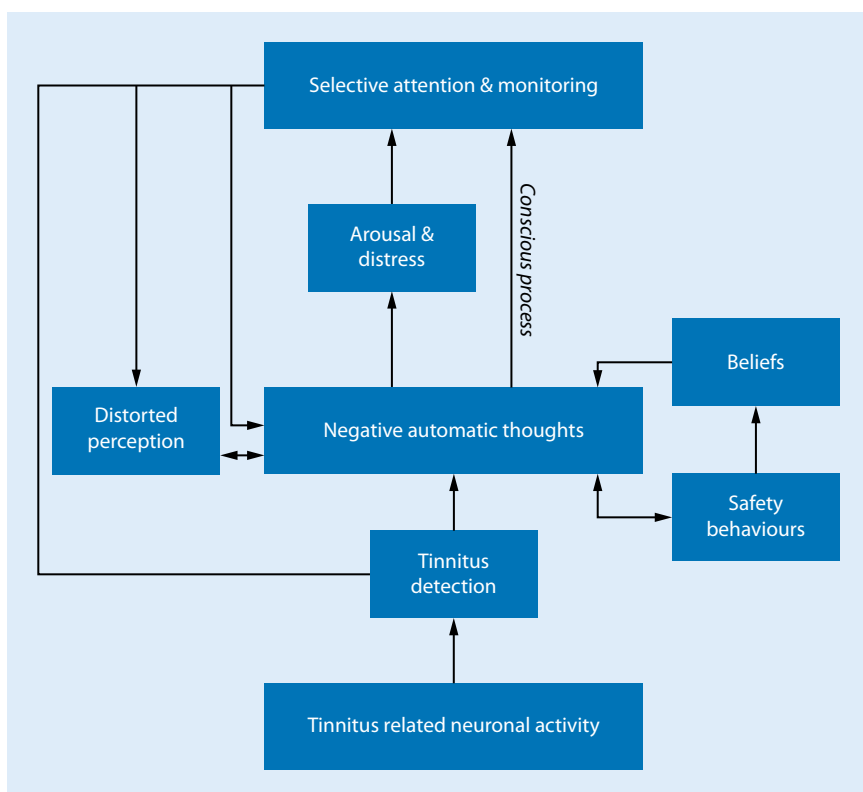 Selective attention & monitoring
Arousal &
distress
Conscious process
Beliefs
Distorted
perception
Negative automatic thoughts
Safety
behaviours
Tinnitus
detection
Tinnitus related neuronal activity